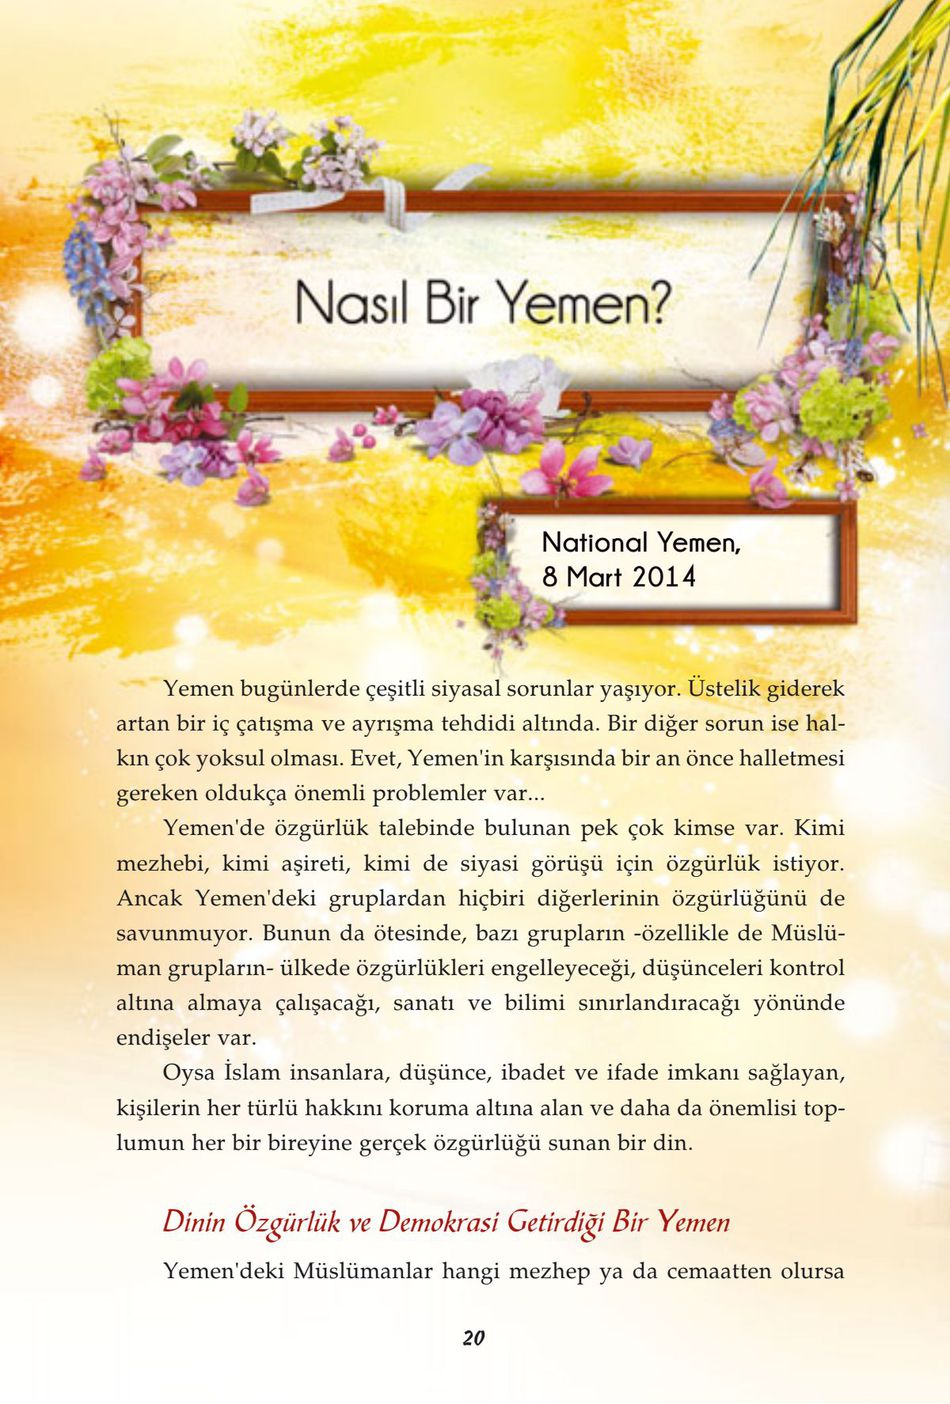 Nasıl Bir Yemen?
National Yemen,
8 Mart 2014
Yemen bugünlerde çeşitli siyasal sorunlar yaşıyor. Üstelik giderek
artan bir iç çatışma ve ayrışma tehdidi altında. Bir diğer sorun ise hal-
kın çok yoksul olması. Evet, Yemen'in karşısında bir an önce halletmesi
gereken oldukça önemli problemler var...
Yemen'de özgürlük talebinde bulunan pek çok kimse var. Kimi
mezhebi, kimi aşireti, kimi de siyasi görüşü için özgürlük istiyor.
Ancak Yemen'deki gruplardan hiçbiri diğerlerinin özgürlüğünü de
savunmuyor. Bunun da ötesinde, bazı grupların -özellikle de Müslü-
man grupların- ülkede özgürlükleri engelleyeceği, düşünceleri kontrol
altına almaya çalışacağı, sanatı ve bilimi sınırlandıracağı yönünde
endişeler var.
Oysa İslam insanlara, düşünce, ibadet ve ifade imkanı sağlayan,
kişilerin her türlü hakkını koruma altına alan ve daha da önemlisi top-
lumun her bir bireyine gerçek özgürlüğü sunan bir din.
Dinin Özgürlük ve Demokrasi Getirdiği Bir Yemen
Yemen'deki Müslümanlar hangi mezhep ya da cemaatten olursa
20